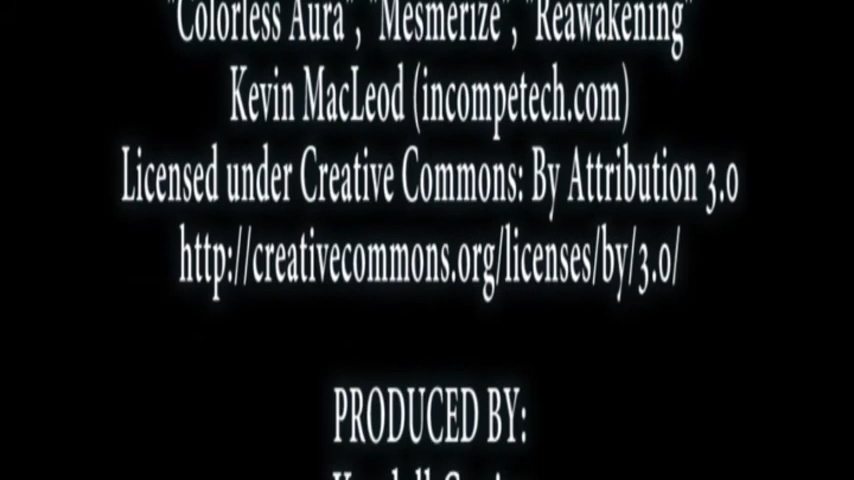 "Colorless Aura", "Mesmerize", "Reawakening"
Kevin MacLeod (incompetech.com)
Licensed under Creative Commons: By Attribution 3.0
http://creativecommons.org/licenses/by/3.0/
PRODUCED BY: